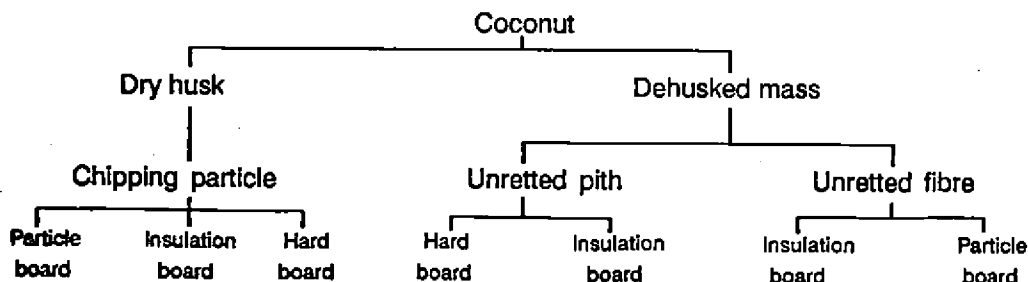 Coconut
Dry husk
Dehusked mass
Chipping particle
Unretted pith
Unretted fibre
Particle board
Insulation board
Hard board
Hard board
Insulation board
Insulation board
Particle board